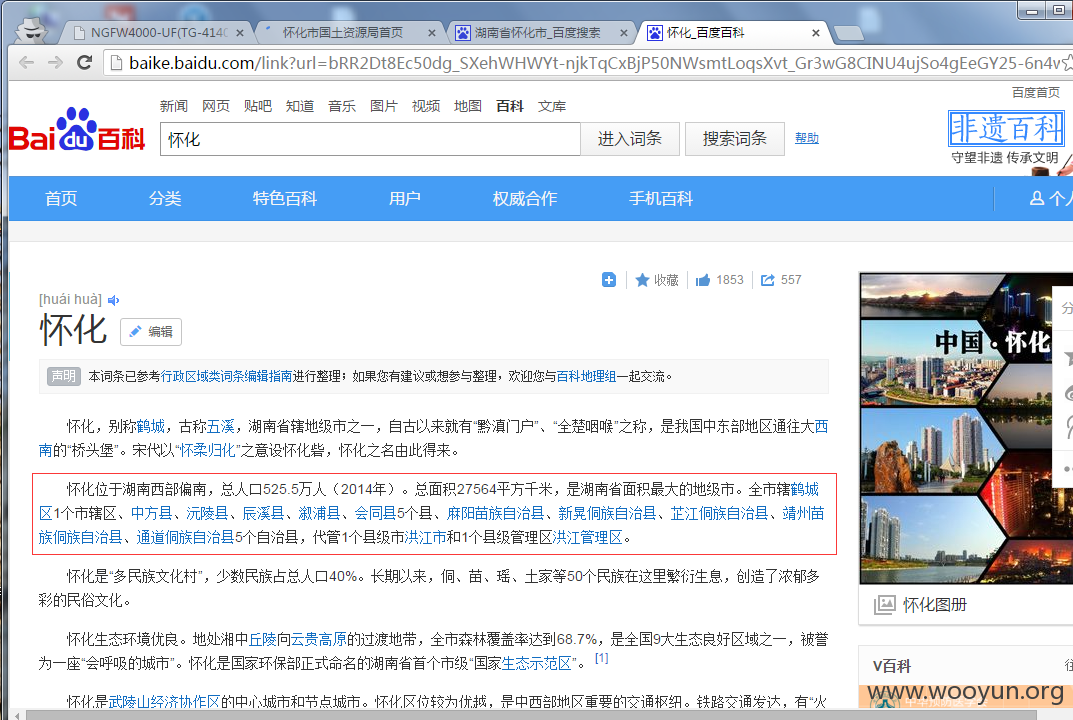 NGFW4000-UF(TG-414(
怀化市国土资源局首页
湖南省怀化市_百度搜索
怀化_百度百科
baike.baidu.com/link?url=bRR2Dt8Ec50dg_SXehWHWYt-njkTqCxBjP50NWsmtLoqsXvt_Gr3wG8CINU4ujSo4gEeGY25-6n4v
百度首页
新闻 网页 贴吧 知道 音乐 图片 视频 地图 百科 文库
Bai du 百科
怀化
进入词条
搜索词条
帮助
非遗百科
守望非遗 传承文明
首页 分类 特色百科 用户 权威合作 手机百科 个人
收藏 1853 557
[huái huà]
怀化
编辑
声明 本词条已参考行政区域类词条编辑指南进行整理；如果您有建议或想参与整理，欢迎您与百科地理组一起交流。
怀化，别称鹤城，古称五溪，湖南省辖地级市之一，自古以来就有“黔滇门户”、“全楚咽喉”之称，是我国中东部地区通往大西
南的“桥头堡”。宋代以“怀柔归化”之意设怀化砦，怀化之名由此得来。
怀化位于湖南西部偏南，总人口525.5万人（2014年）。总面积27564平方千米，是湖南省面积最大的地级市。全市辖鹤城
区1个市辖区、中方县、沅陵县、辰溪县、溆浦县、会同县5个县、麻阳苗族自治县、新晃侗族自治县、芷江侗族自治县、靖州苗
族侗族自治县、通道侗族自治县5个自治县，代管1个县级市洪江市和1个县级管理区洪江管理区。
怀化是“多民族文化村”，少数民族占总人口40%。长期以来，侗、苗、瑶、土家等50个民族在这里繁衍生息，创造了浓郁多
彩的民俗文化。
怀化生态环境优良。地处湘中丘陵向云贵高原的过渡地带，全市森林覆盖率达到68.7%，是全国9大生态良好区域之一，被誉
为一座“会呼吸的城市”。怀化是国家环保部正式命名的湖南省首个市级“国家生态示范区”。 [1]
怀化是武陵山经济协作区的中心城市和节点城市。怀化区位较为优越，是中西部地区重要的交通枢纽。铁路交通发达，有“火
中国·怀化
分
怀化图册
V百科
往
www.wooyun.org